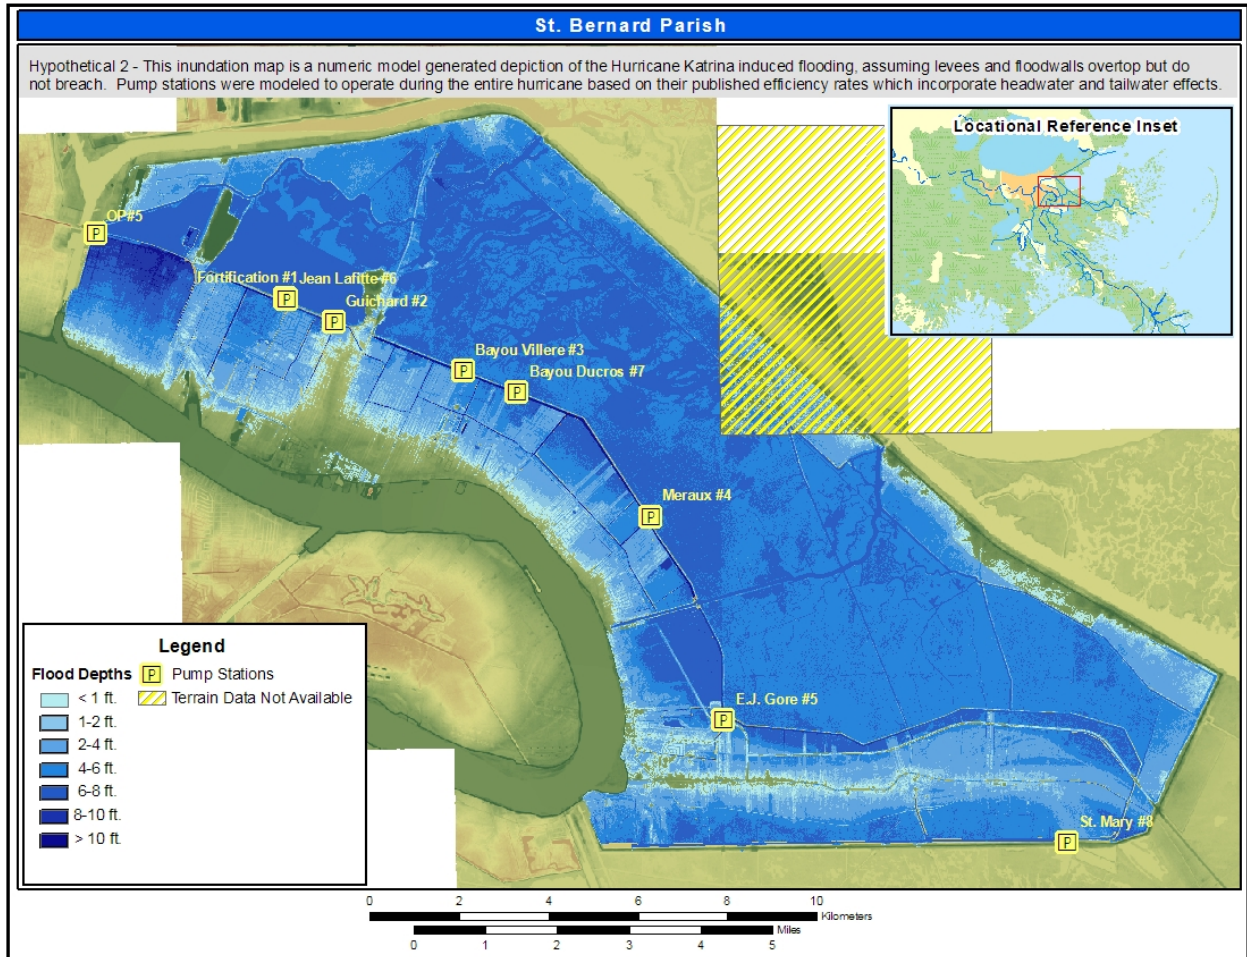 St. Bernard Parish
Hypothetical 2 - This inundation map is a numeric model generated depiction of the Hurricane Katrina induced flooding, assuming levees and floodwalls overtop but do
not breach. Pump stations were modeled to operate during the entire hurricane based on their published efficiency rates which incorporate headwater and tailwater effects.
Locational Reference Inset
OP#5
P
Fortification #1 Jean Lafitte #6
P
Guichard #2
P
Bayou Villere #3
P
Bayou Ducros #7
P
Meraux #4
P
E.J. Gore #5
P
St. Mary #8
P
Legend
Flood Depths P Pump Stations
< 1 ft. Terrain Data Not Available
1-2 ft.
2-4 ft.
4-6 ft.
6-8 ft.
8-10 ft.
> 10 ft.
0 2 4 6 8 10
Kilometers
Miles
0 1 2 3 4 5